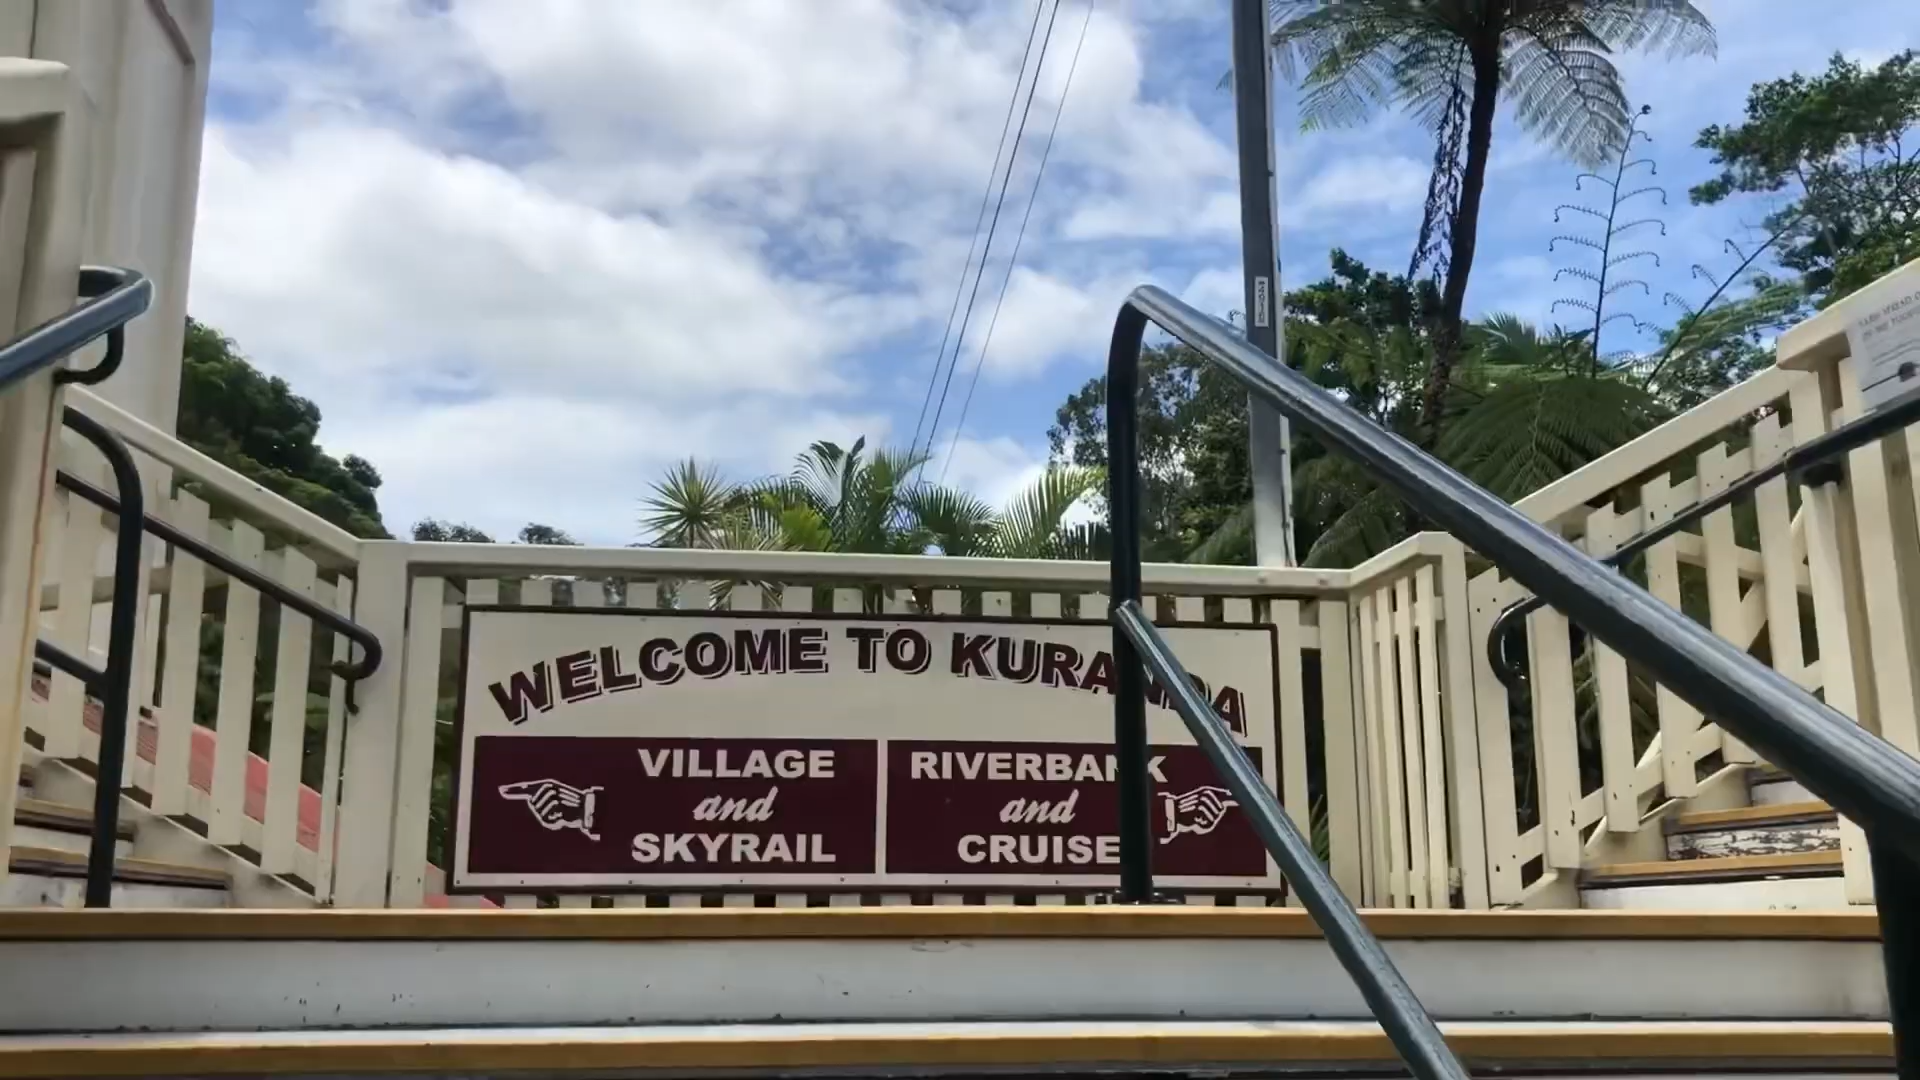 WELCOME TO KURANDA
VILLAGE
and
SKYRAIL
RIVERBANK
and
CRUISE